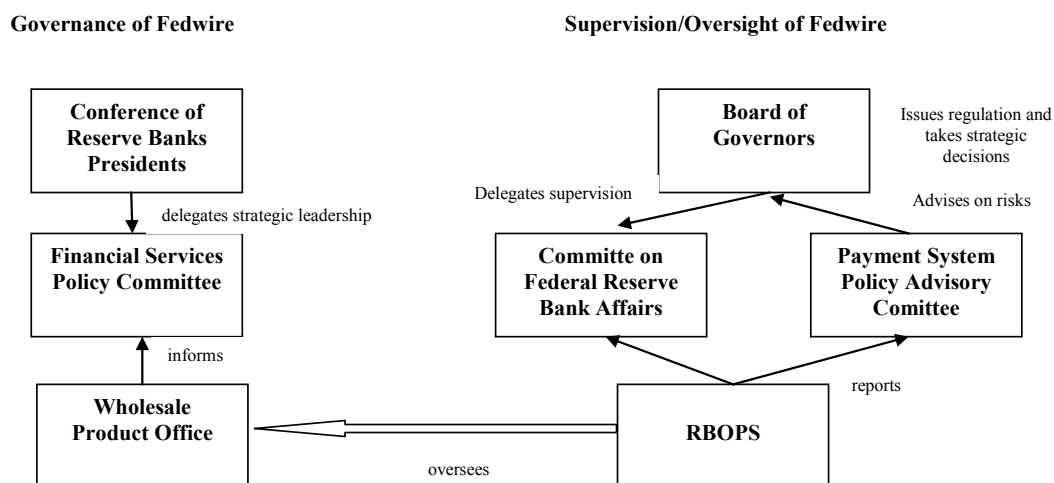 Governance of Fedwire
Supervision/Oversight of Fedwire
Conference of
Reserve Banks
Presidents
delegates strategic leadership
Financial Services
Policy Committee
informs
Wholesale
Product Office
Board of
Governors
Issues regulation and
takes strategic
decisions
Delegates supervision
Advises on risks
Committe on
Federal Reserve
Bank Affairs
Payment System
Policy Advisory
Comittee
reports
RBOPS
oversees